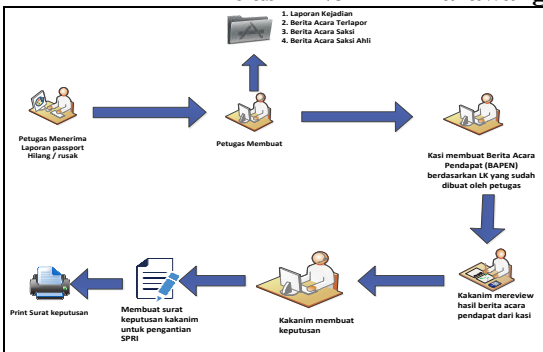 1. Laporan Kejadian
2. Berita Acara Terlapor
3. Berita Acara Saksi
4. Berita Acara Saksi Ahli
Petugas Menerima
Laporan passport
Hilang / rusak
Petugas Membuat
Kasi membuat Berita Acara
Pendapat (BAPEN)
berdasarkan LK yang sudah
dibuat oleh petugas
Kakanim mereview
hasil berita acara
pendapat dari kasi
Kakanim membuat
keputusan
Membuat surat
keputusan kakanim
untuk pengantian
SPRI
Print Surat keputusan